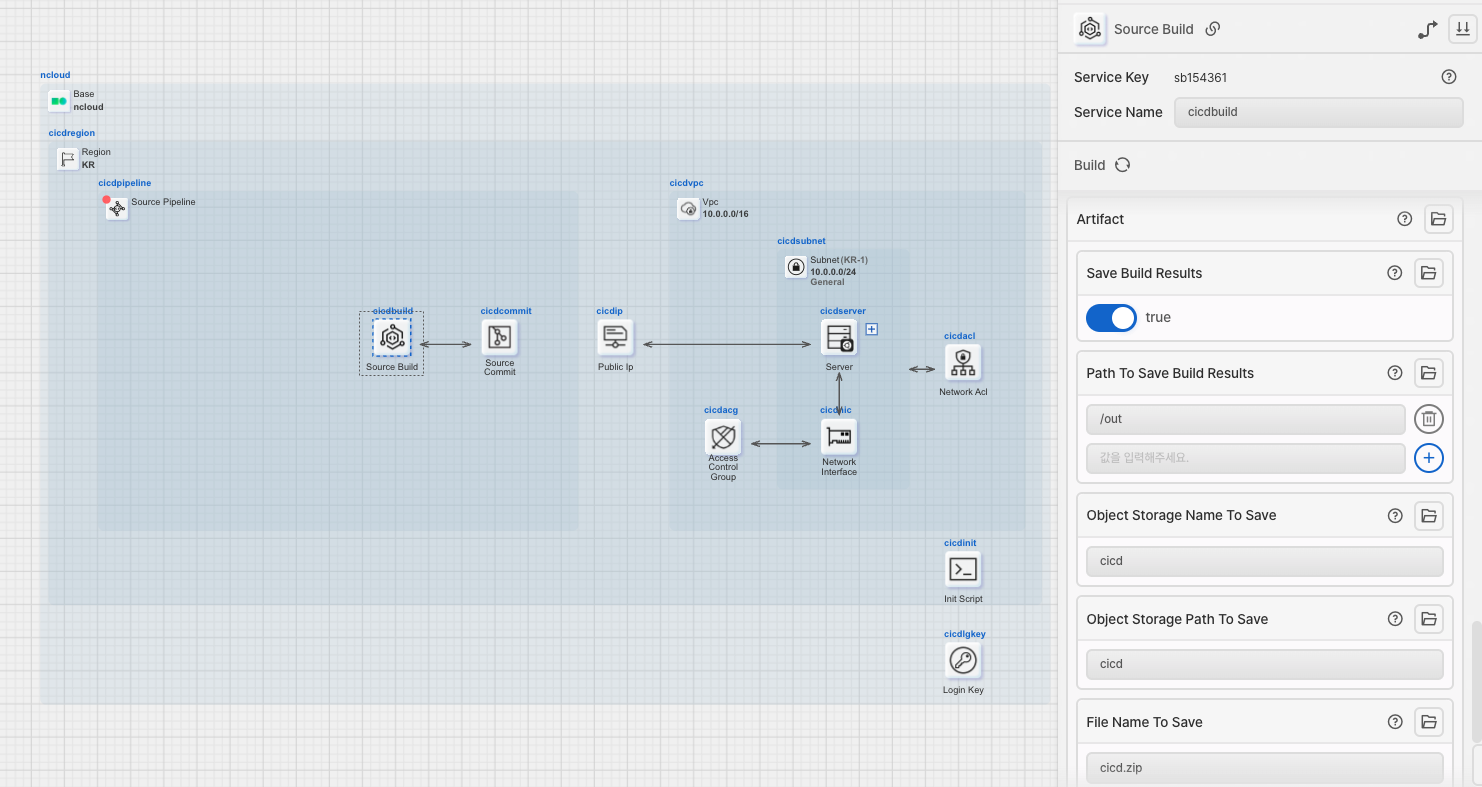 ncloud
Base
ncloud
cicdregion
Region
KR
cicdpipeline
Source Pipeline
cicdvpc
Vpc
10.0.0.0/16
cicdsubnet
Subnet (KR-1)
10.0.0.0/24
General
cicdbuild
Source Build
cicdcommit
Source
Commit
cicdip
Public Ip
cicdserver
Server
cicdacl
Network Acl
cicdacg
Access
Control
Group
cicdnic
Network
Interface
cicdinit
Init Script
cicdlgkey
Login Key
Source Build
Service Key sb154361
Service Name cicdbuild
Build
Artifact
Save Build Results
true
Path To Save Build Results
/out
값을 입력해주세요.
Object Storage Name To Save
cicd
Object Storage Path To Save
cicd
File Name To Save
cicd.zip